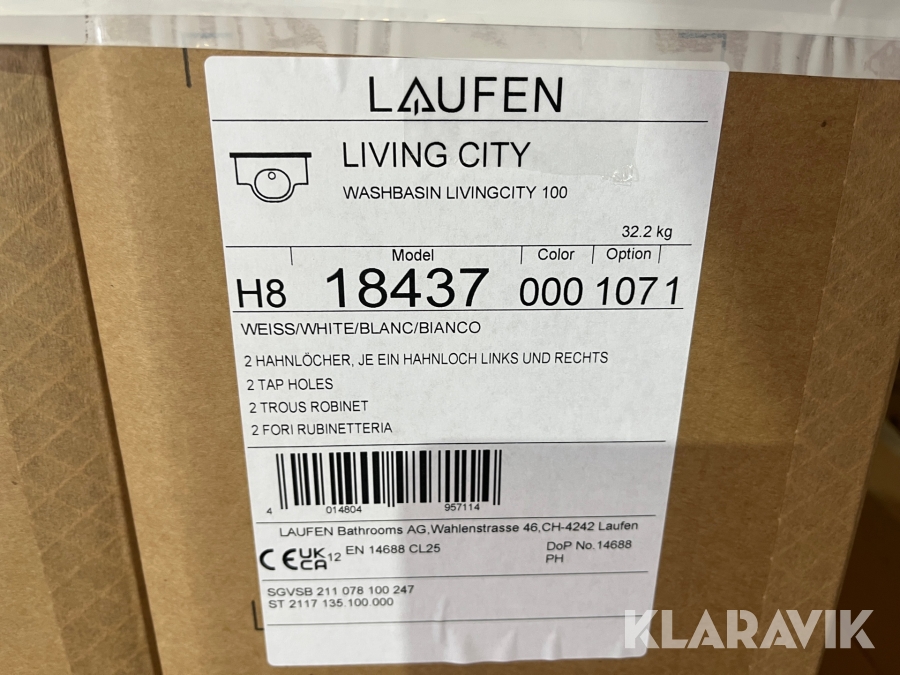 LAUFEN
LIVING CITY
WASHBASIN LIVINGCITY 100
32.2 kg
Model Color Option
H8 18437 000 1071
WEISS/WHITE/BLANC/BIANCO
2 HAHNLÖCHER, JE EIN HAHNLOCH LINKS UND RECHTS
2 TAP HOLES
2 TROUS ROBINET
2 FORI RUBINETTERIA
4 014804 957114
LAUFEN Bathrooms AG,Wahlenstrasse 46,CH-4242 Laufen
CE UK CA 12 EN 14688 CL25 DoP No.14688
PH
SGVSB 211 078 100 247
ST 2117 135.100.000
KLARAVIK